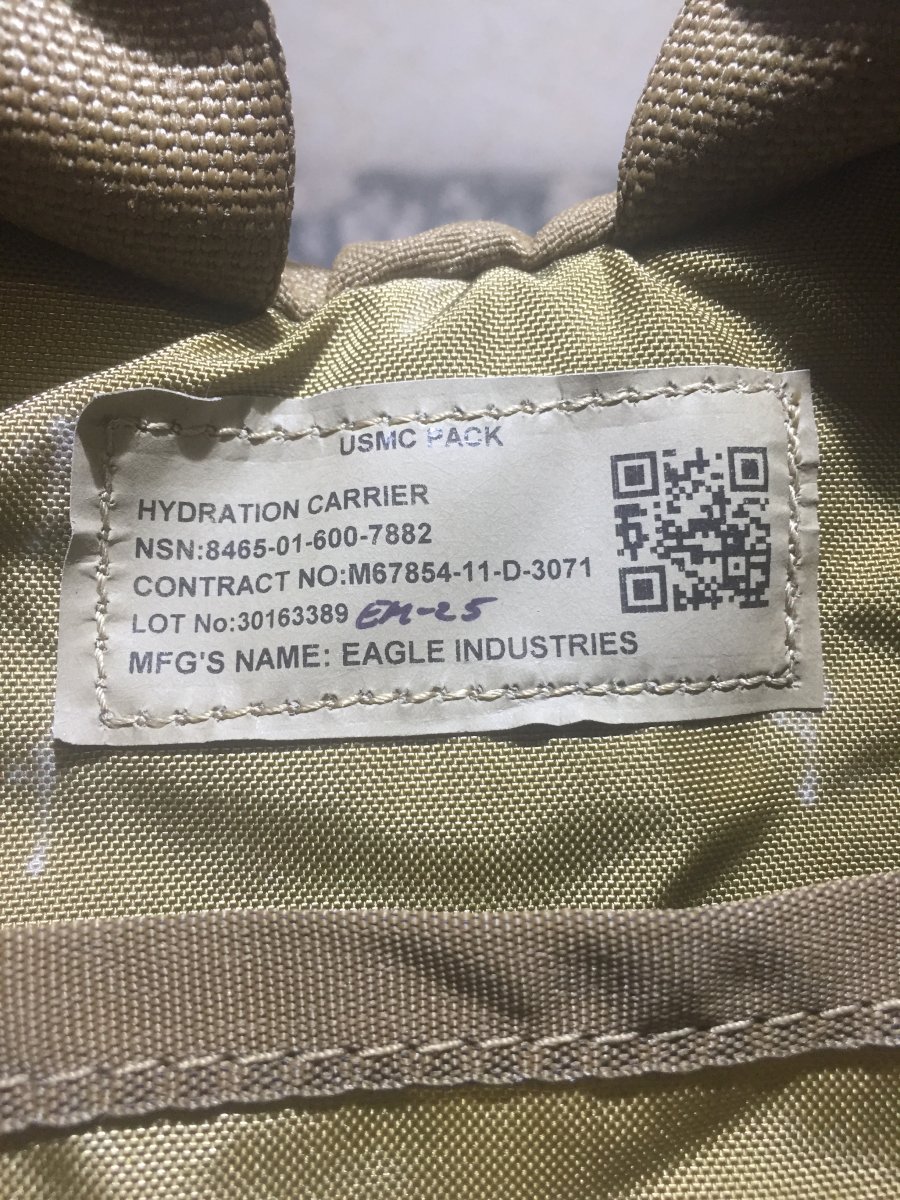 USMC PACK
HYDRATION CARRIER
NSN:8465-01-600-7882
CONTRACT NO:M67854-11-D-3071
LOT No:30163389 EM-25
MFG'S NAME: EAGLE INDUSTRIES